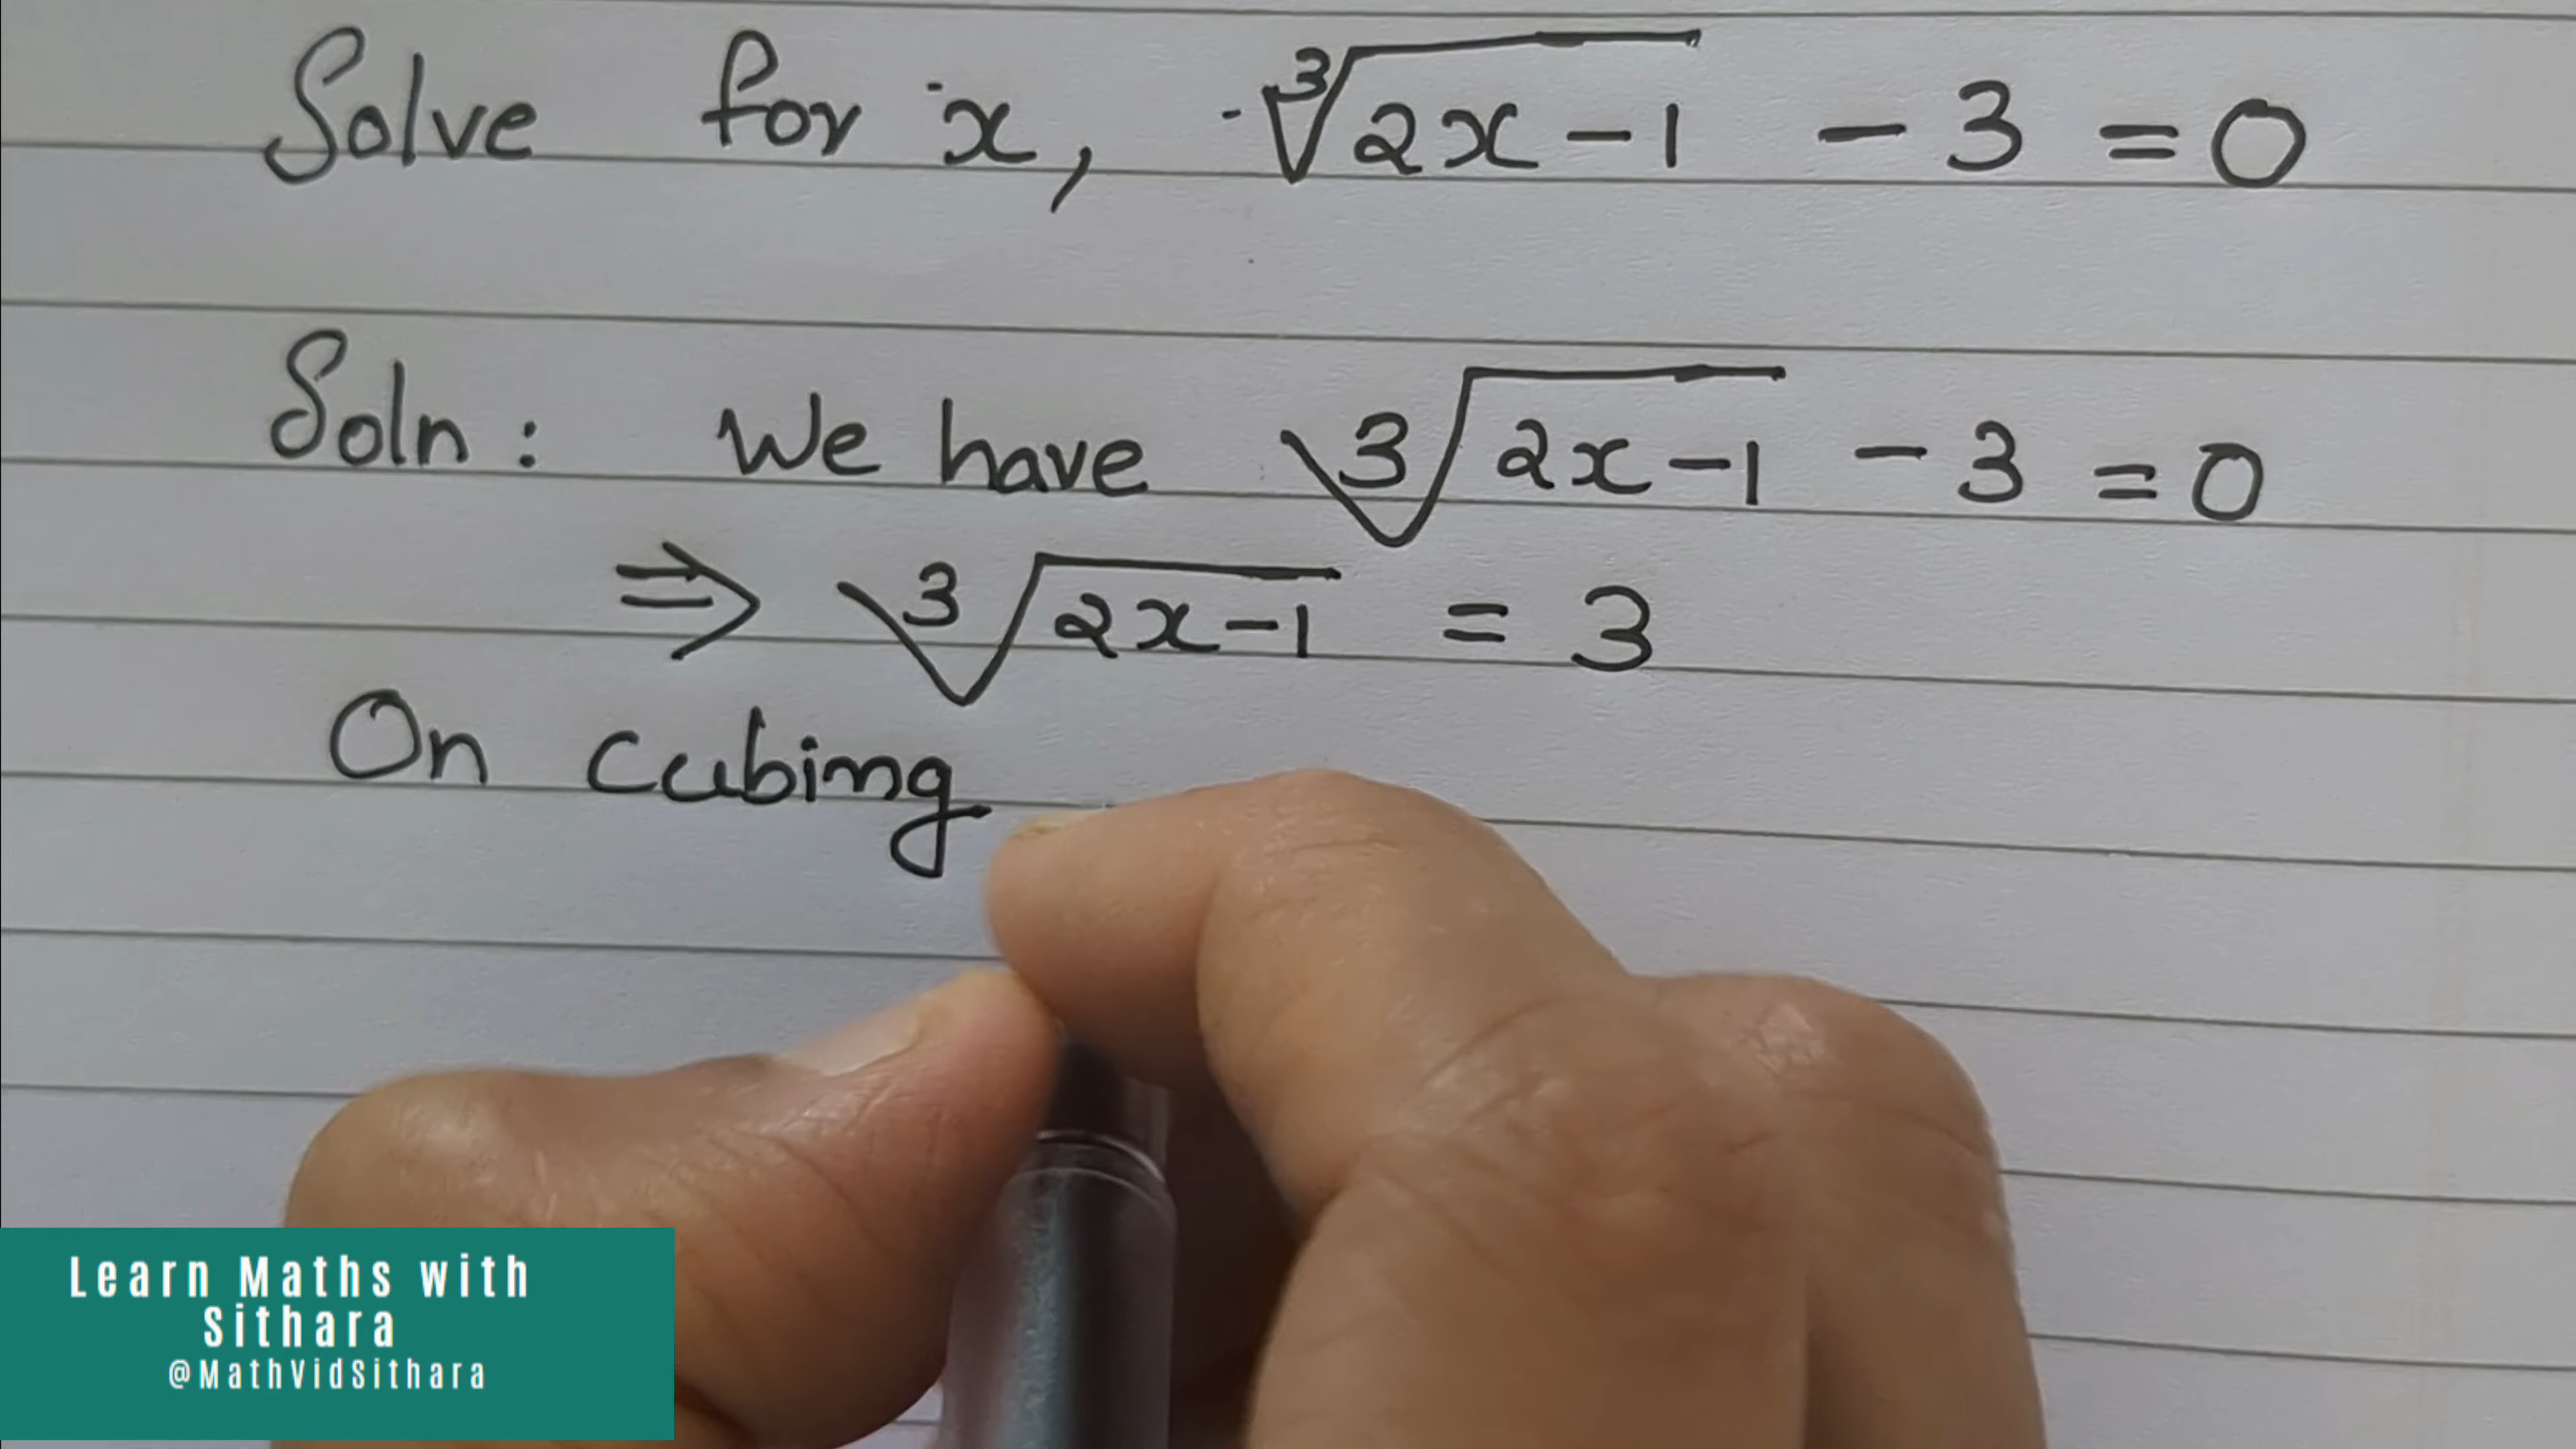 Solve for x, ∛(2x-1) - 3 = 0
Soln: We have ∛(2x-1) - 3 = 0
⇒ ∛(2x-1) = 3
On cubing
Learn Maths with
Sithara
@MathVidSithara